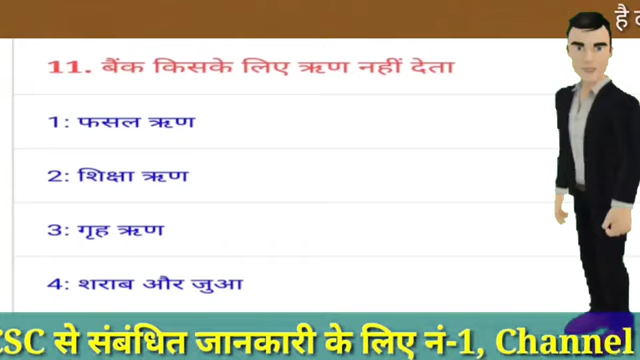 है
11. बैंक किसके लिए ऋण नहीं देता
1: फसल ऋण
2: शिक्षा ऋण
3: गृह ऋण
4: शराब और जुआ
CSC से संबंधित जानकारी के लिए नं-1, Channel